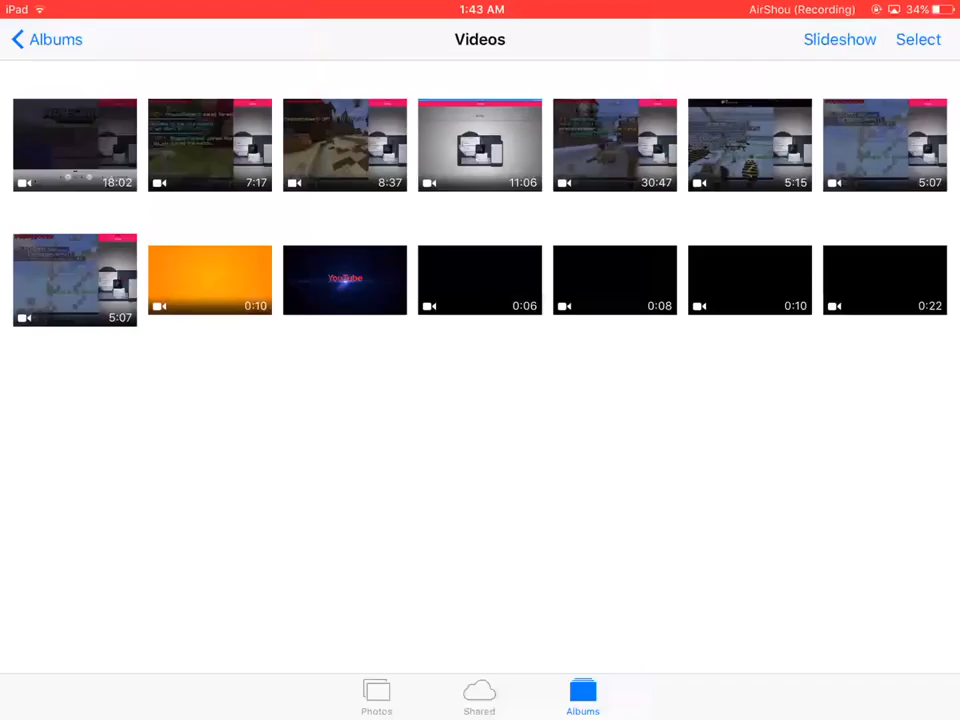 iPad 1:43 AM AirShou (Recording) 34%
Albums Videos Slideshow Select
18:02 7:17 8:37 11:06 30:47 5:15 5:07
YouTube
5:07 0:10 0:06 0:08 0:10 0:22
Photos Shared Albums